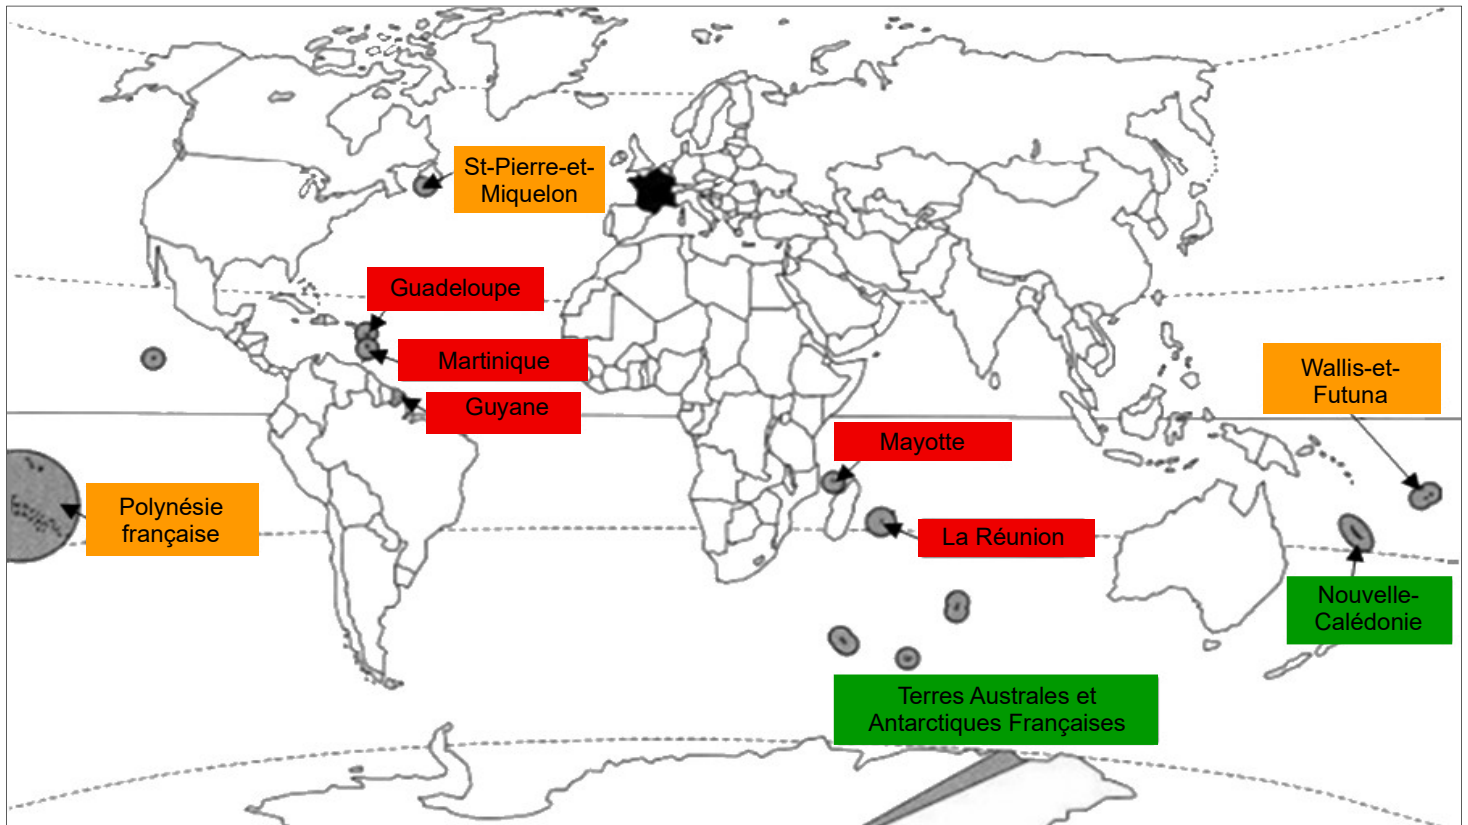 St-Pierre-et-
Miquelon
Guadeloupe
Martinique
Guyane
Wallis-et-
Futuna
Mayotte
Polynésie
française
La Réunion
Nouvelle-
Calédonie
Terres Australes et
Antarctiques Françaises